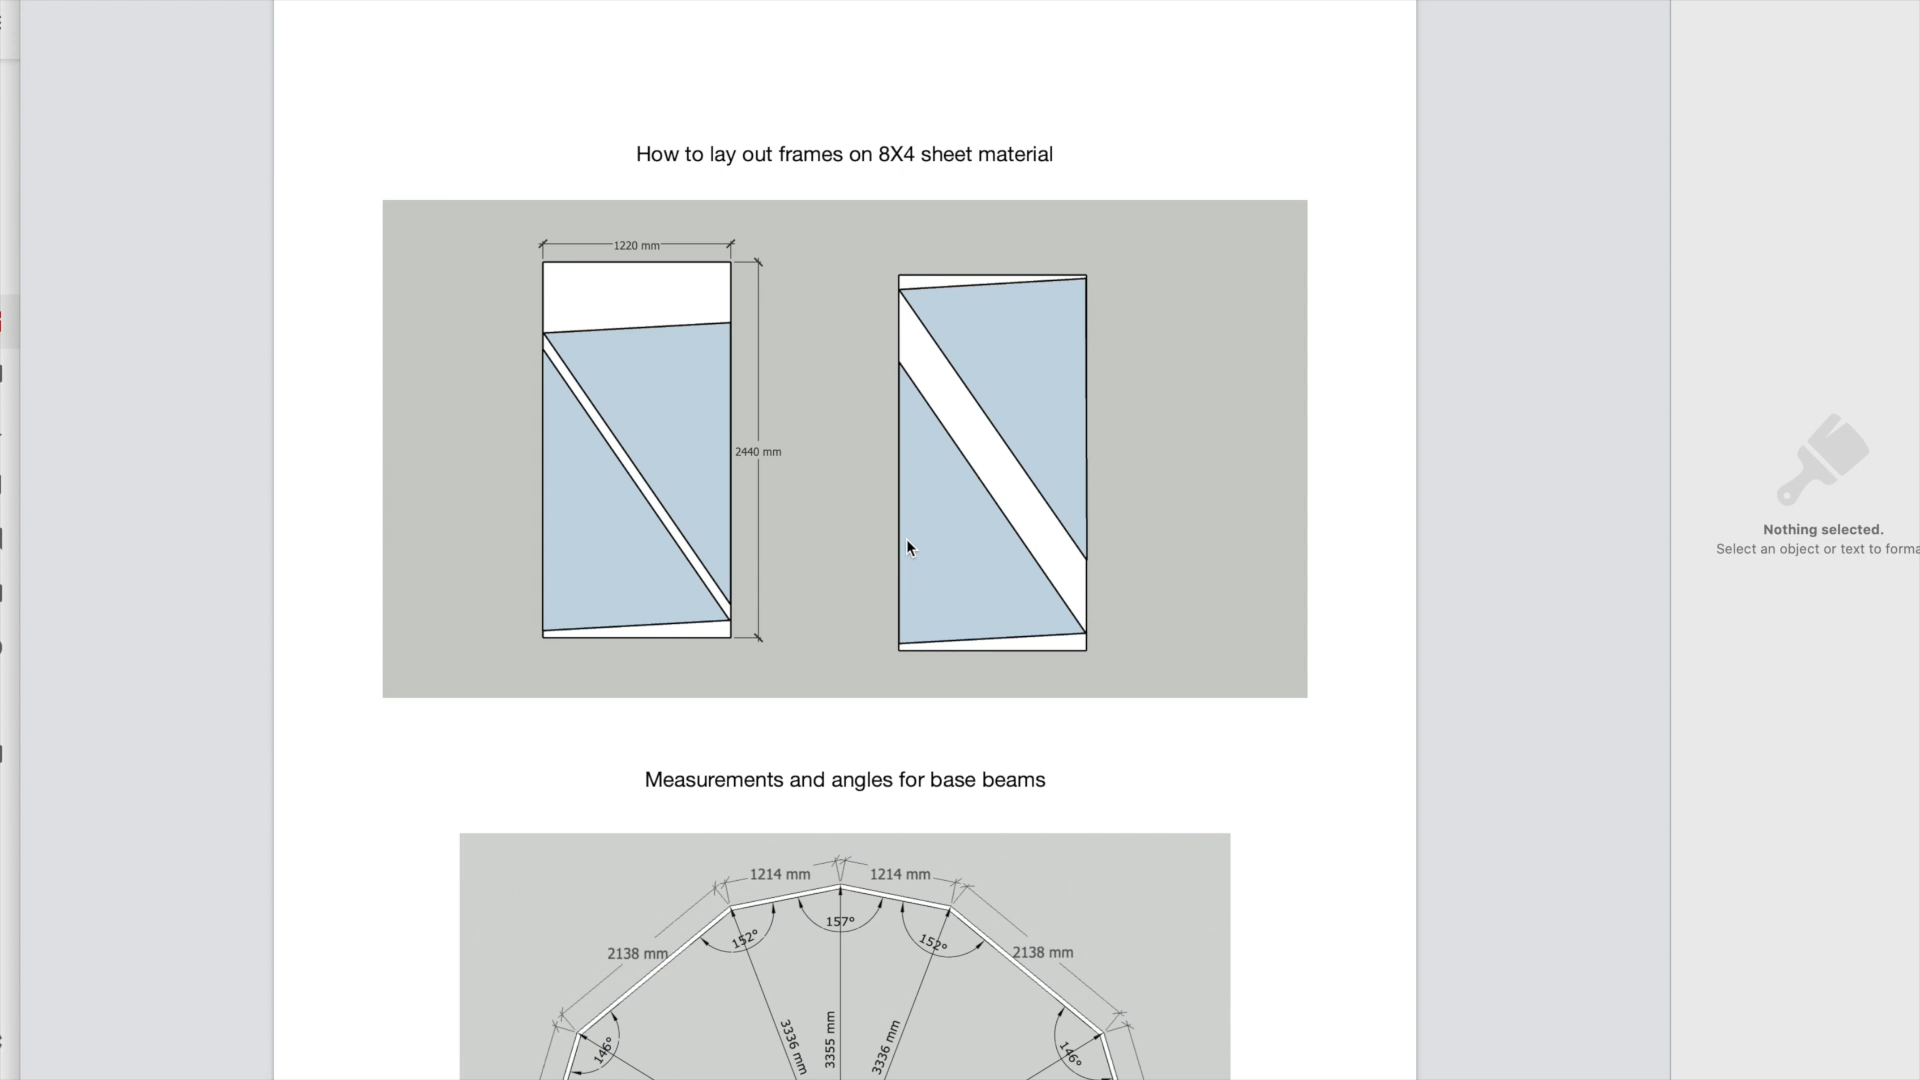 How to lay out frames on 8X4 sheet material
1220 mm
2440 mm
Nothing selected.
Select an object or text to forma
Measurements and angles for base beams
1214 mm
1214 mm
157°
152°
152°
2138 mm
2138 mm
3336 mm
3355 mm
3336 mm
146°
146°